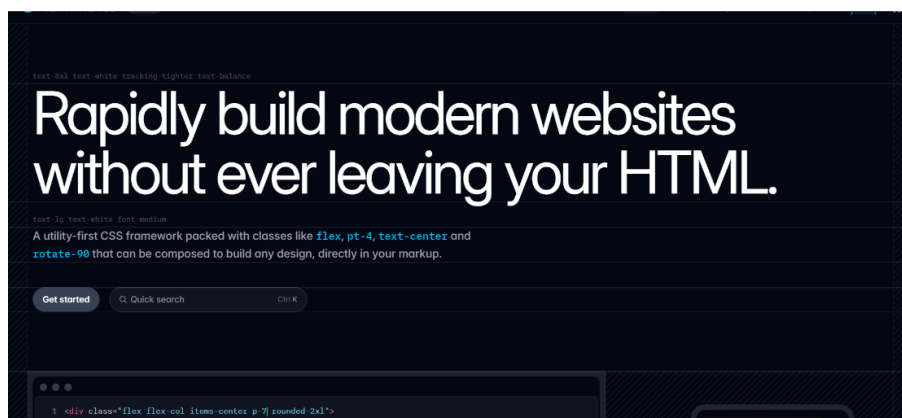 text-8xl text-white tracking-tighter text-balance
Rapidly build modern websites
without ever leaving your HTML.
text-lg text-white font-medium
A utility-first CSS framework packed with classes like flex, pt-4, text-center and
rotate-90 that can be composed to build any design, directly in your markup.
Get started Quick search Ctrl K
1 <div class="flex flex-col items-center p-7 rounded-2xl">